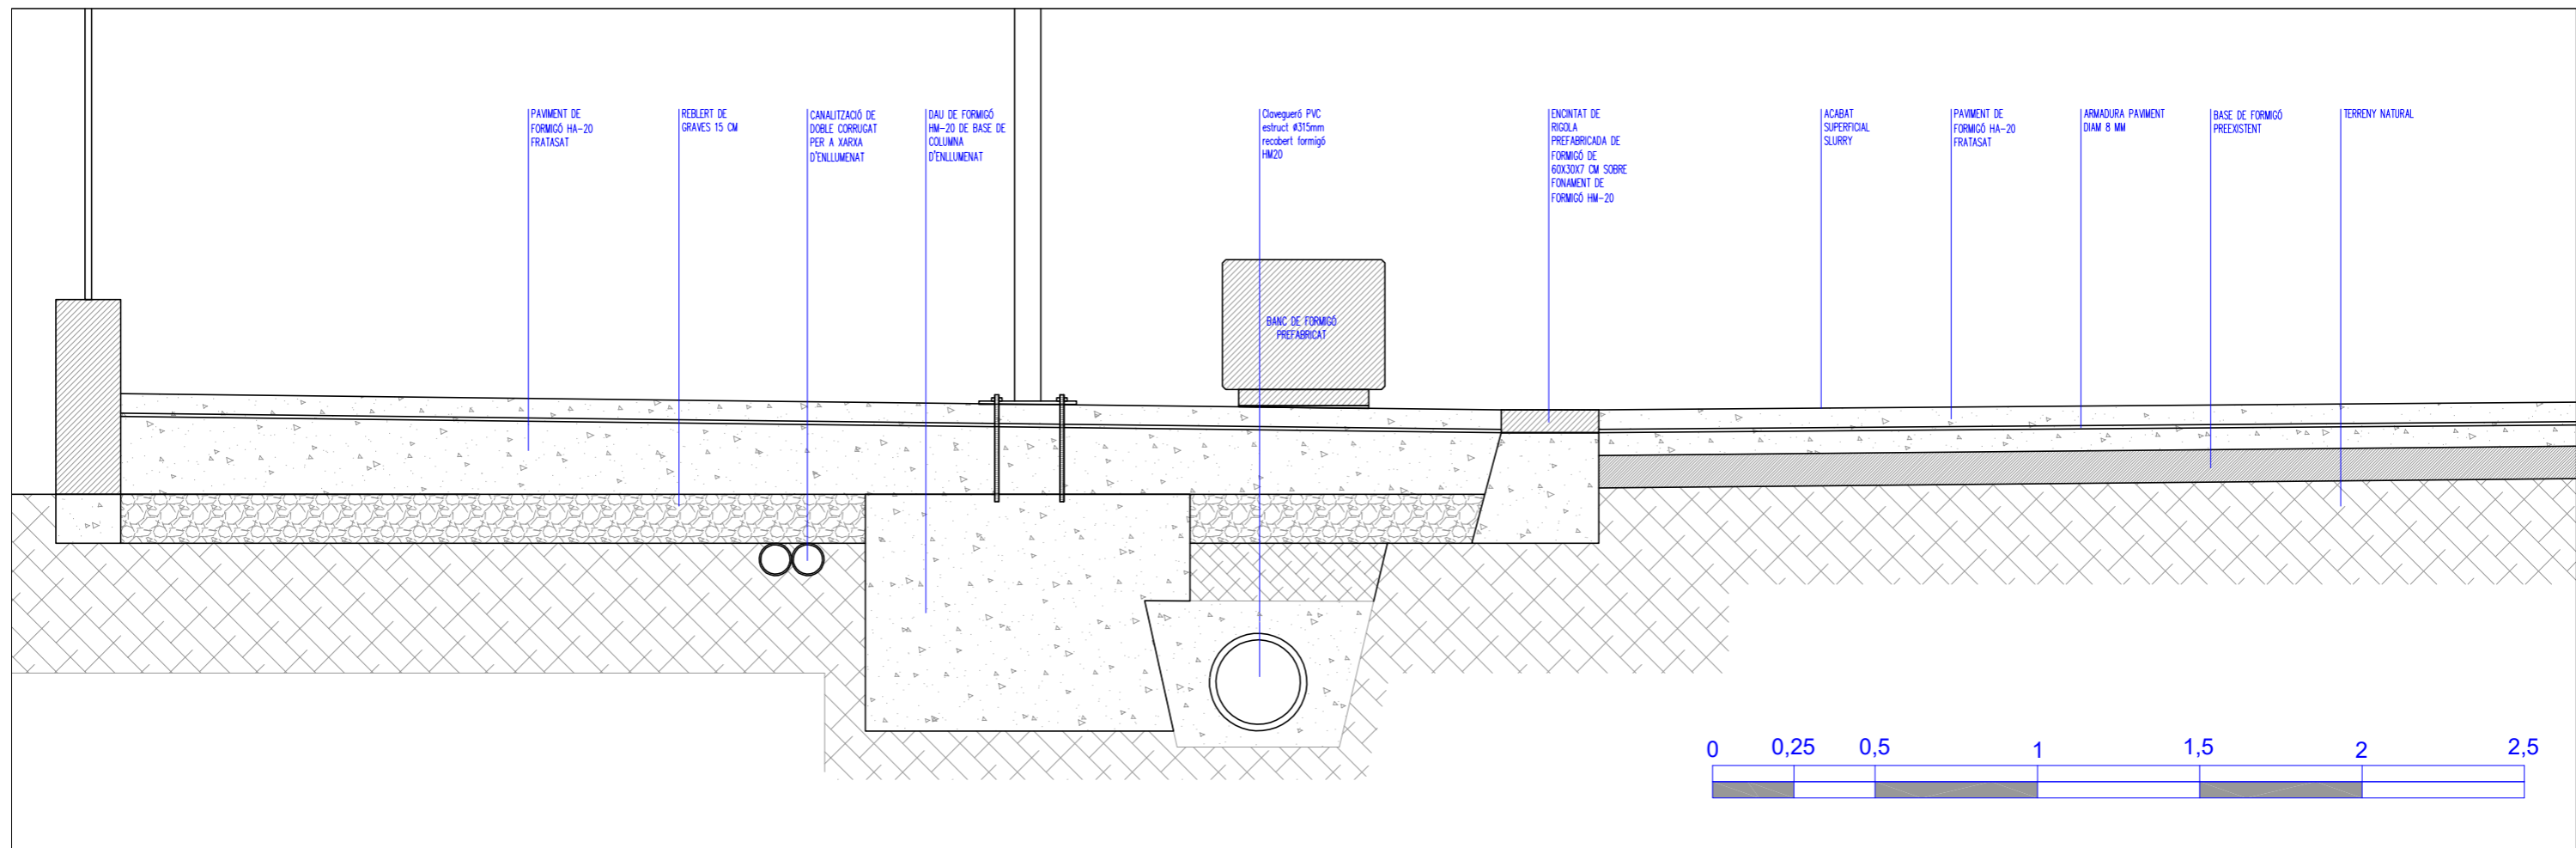 PAVIMENT DE
FORMIGÓ HA-20
FRATASAT
REBLERT DE
GRAVES 15 CM
CANALITZACIÓ DE
DOBLE CORRUGAT
PER A XARXA
D'ENLLUMENAT
DAU DE FORMIGÓ
HM-20 DE BASE DE
COLUMNA
D'ENLLUMENAT
Clavegueró PVC
estruct Ø315mm
recobert formigó
HM20
ENCINTAT DE
RIGOLA
PREFABRICADA DE
FORMIGÓ DE
60X30X7 CM SOBRE
FONAMENT DE
FORMIGÓ HM-20
ACABAT
SUPERFICIAL
SLURRY
PAVIMENT DE
FORMIGÓ HA-20
FRATASAT
ARMADURA PAVIMENT
DIAM 8 MM
BASE DE FORMIGÓ
PREEXISTENT
TERRENY NATURAL
BANC DE FORMIGÓ
PREFABRICAT
0 0,25 0,5 1 1,5 2 2,5